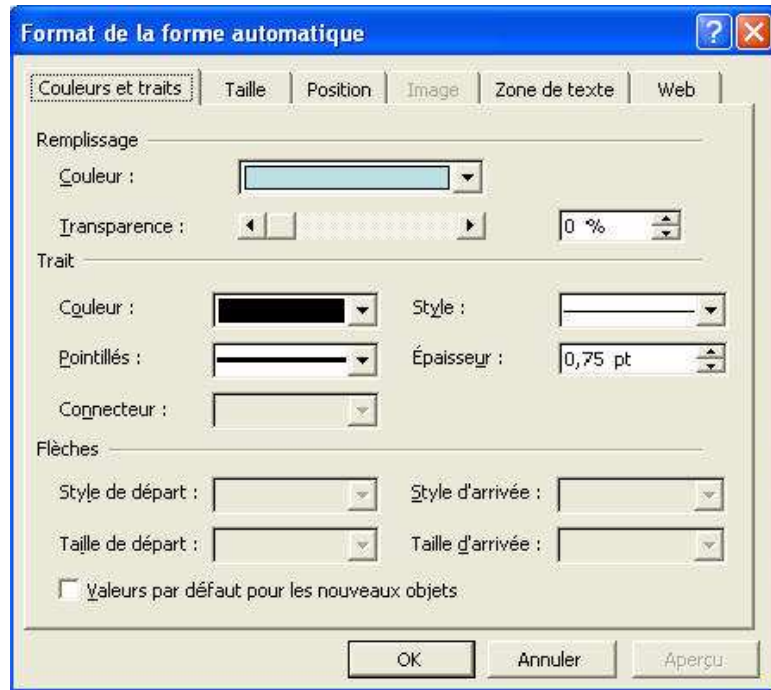 Format de la forme automatique
Couleurs et traits Taille Position Image Zone de texte Web
Remplissage
Couleur :
Transparence : 0 %
Trait
Couleur : Style :
Pointillés : Épaisseur : 0,75 pt
Connecteur :
Flèches
Style de départ : Style d'arrivée :
Taille de départ : Taille d'arrivée :
Valeurs par défaut pour les nouveaux objets
OK Annuler Aperçu